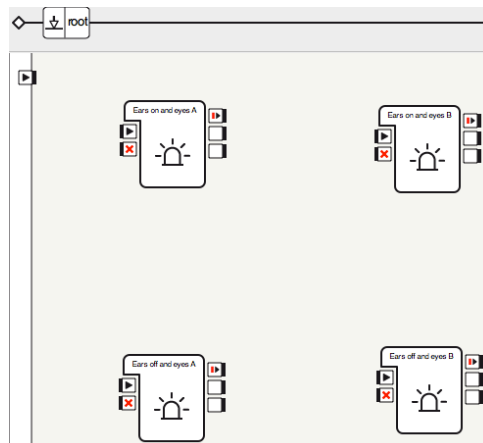 root
Ears on and eyes A
Ears on and eyes B
Ears off and eyes A
Ears off and eyes B